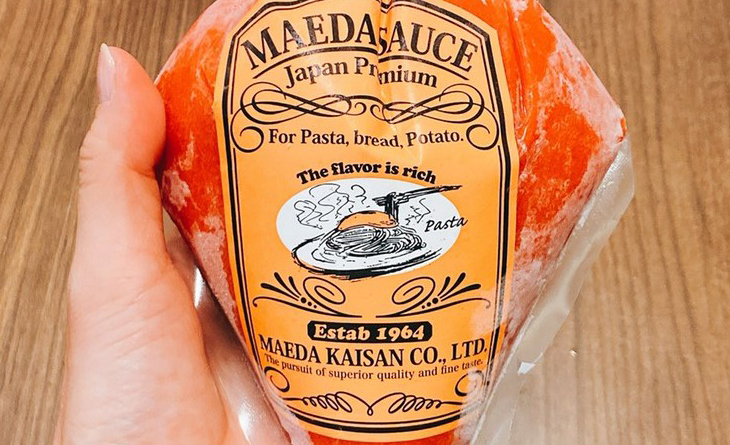 MAEDA SAUCE
Japan Premium
For Pasta, bread, Potato.
The flavor is rich
Pasta
Estab 1964
MAEDA KAISAN CO., LTD.
The pursuit of superior quality and fine taste.